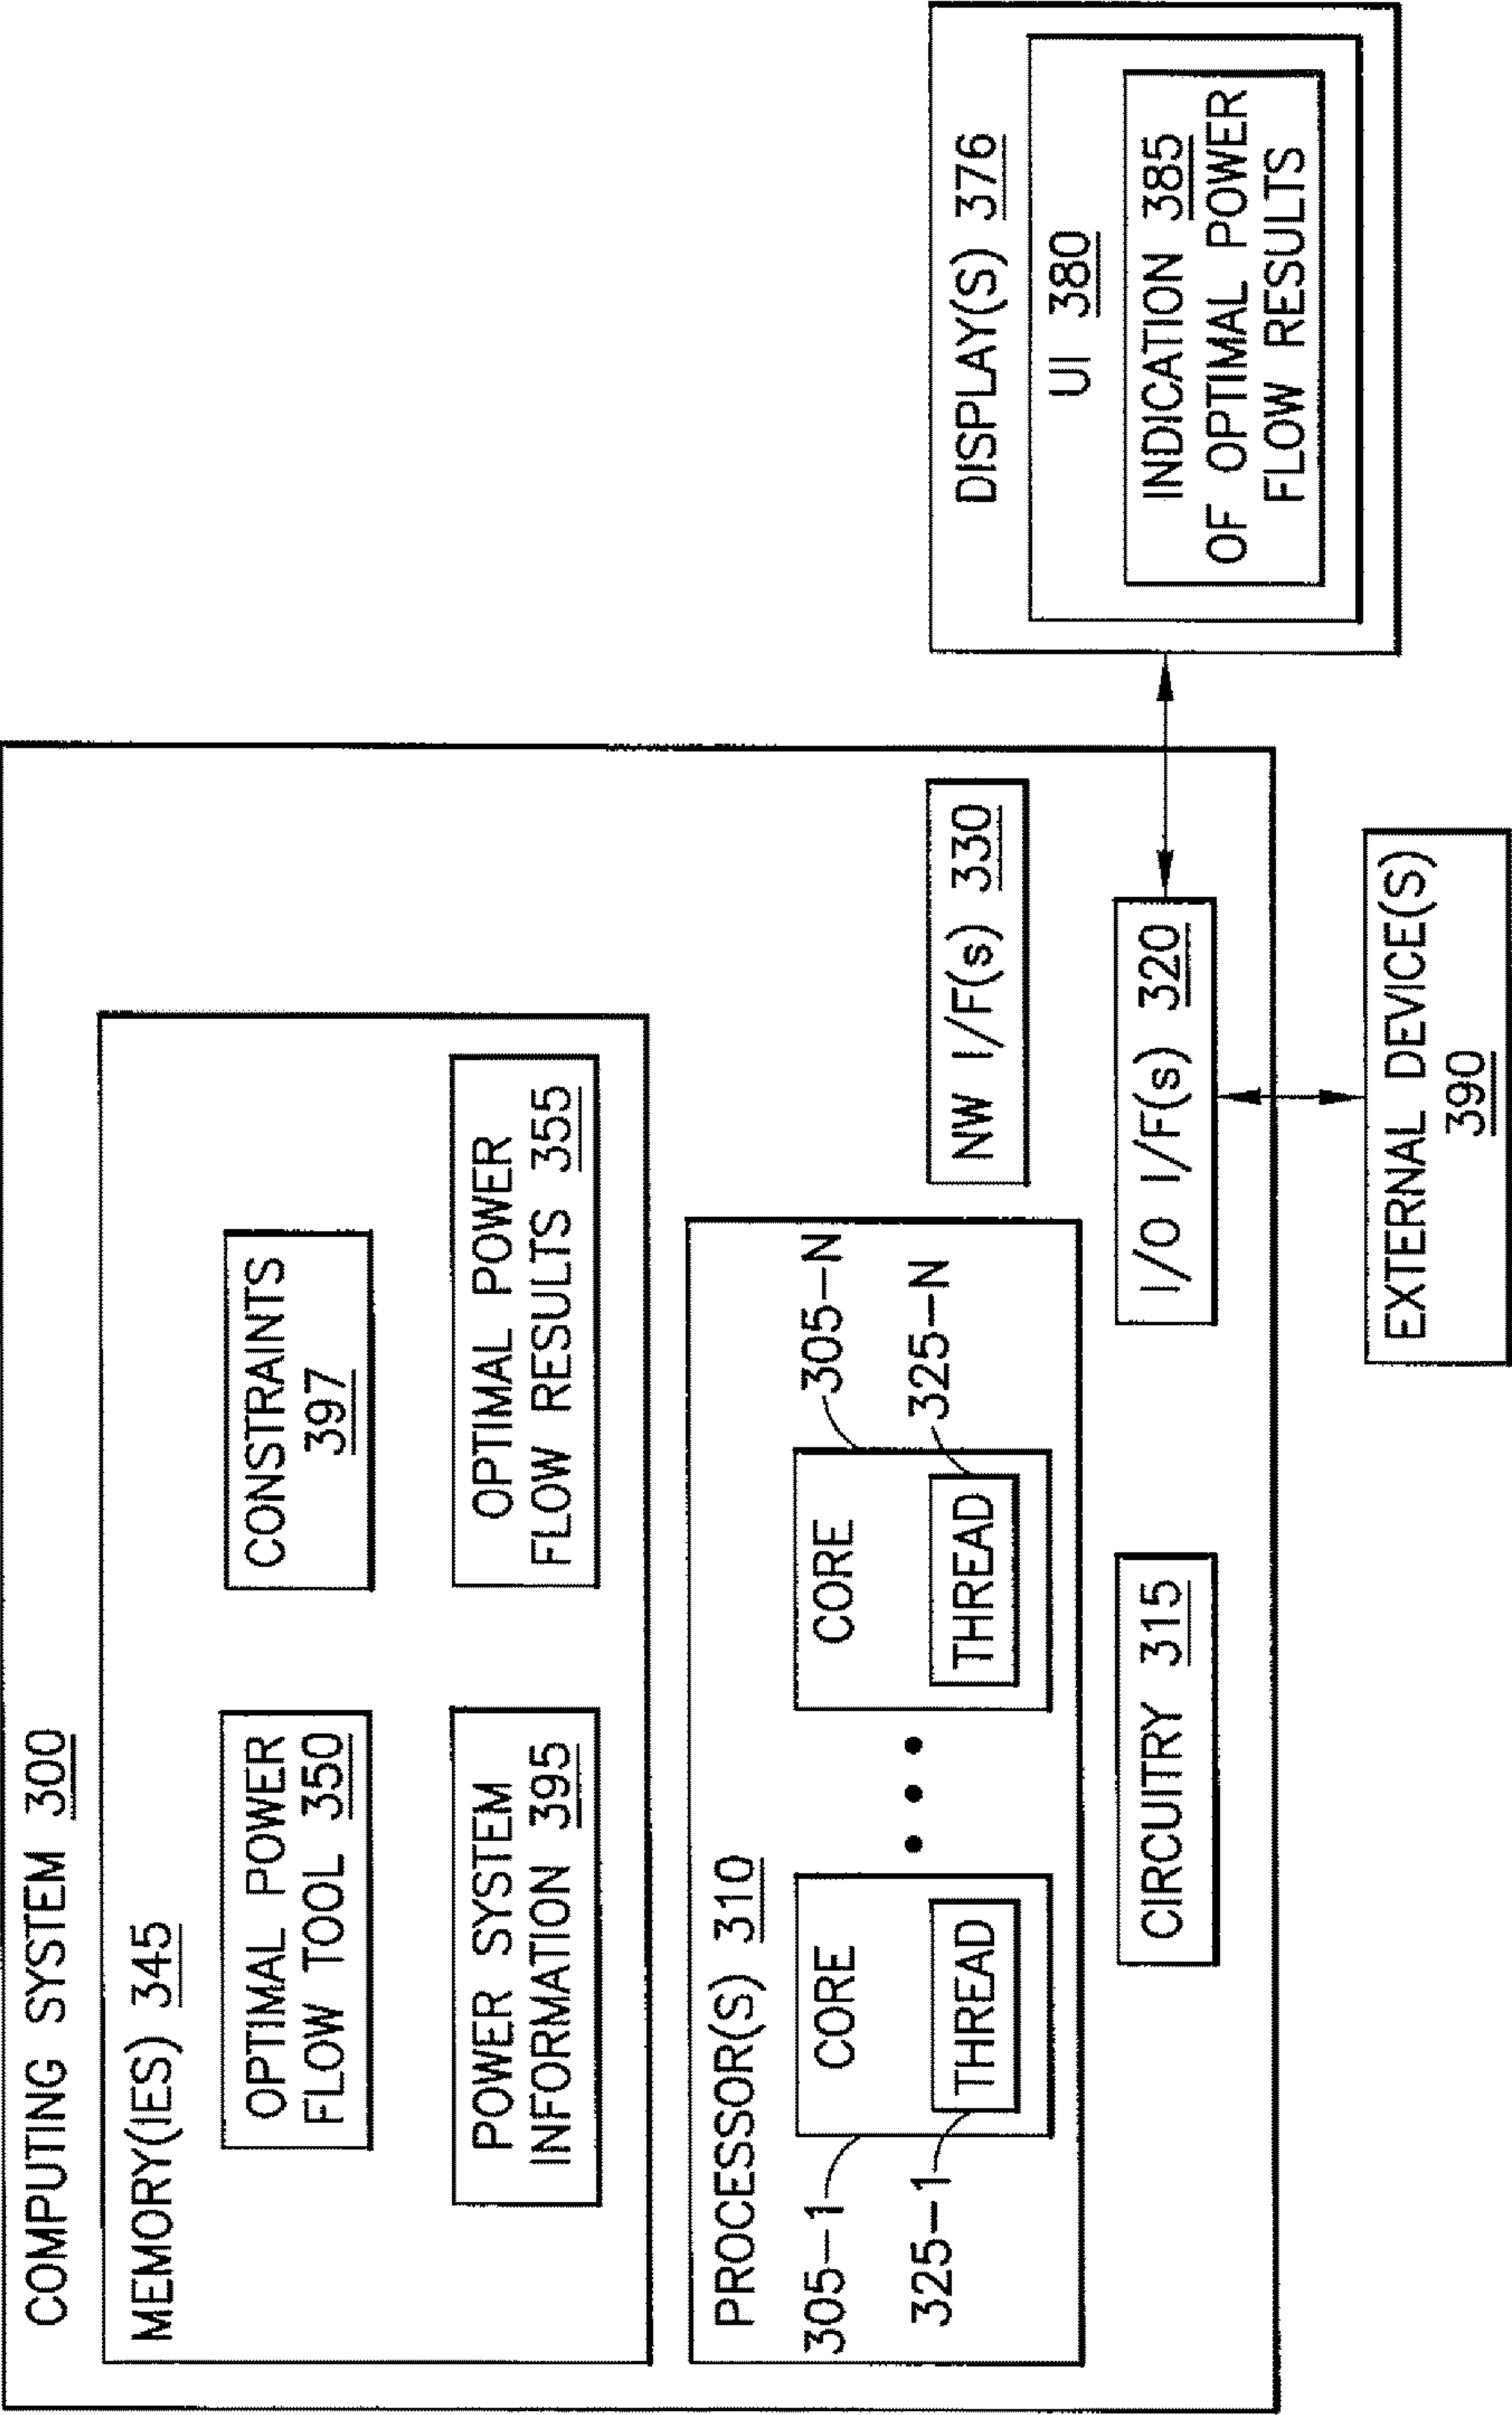 COMPUTING SYSTEM 300
MEMORY(IES) 345
OPTIMAL POWER
FLOW TOOL 350
CONSTRAINTS
397
POWER SYSTEM
INFORMATION 395
OPTIMAL POWER
FLOW RESULTS 355
PROCESSOR(S) 310
305-1
CORE
325-1
THREAD
305-N
CORE
325-N
THREAD
NW I/F(s) 330
CIRCUITRY 315
I/O I/F(s) 320
EXTERNAL DEVICE(S)
390
DISPLAY(S) 376
UI 380
INDICATION 385
OF OPTIMAL POWER
FLOW RESULTS